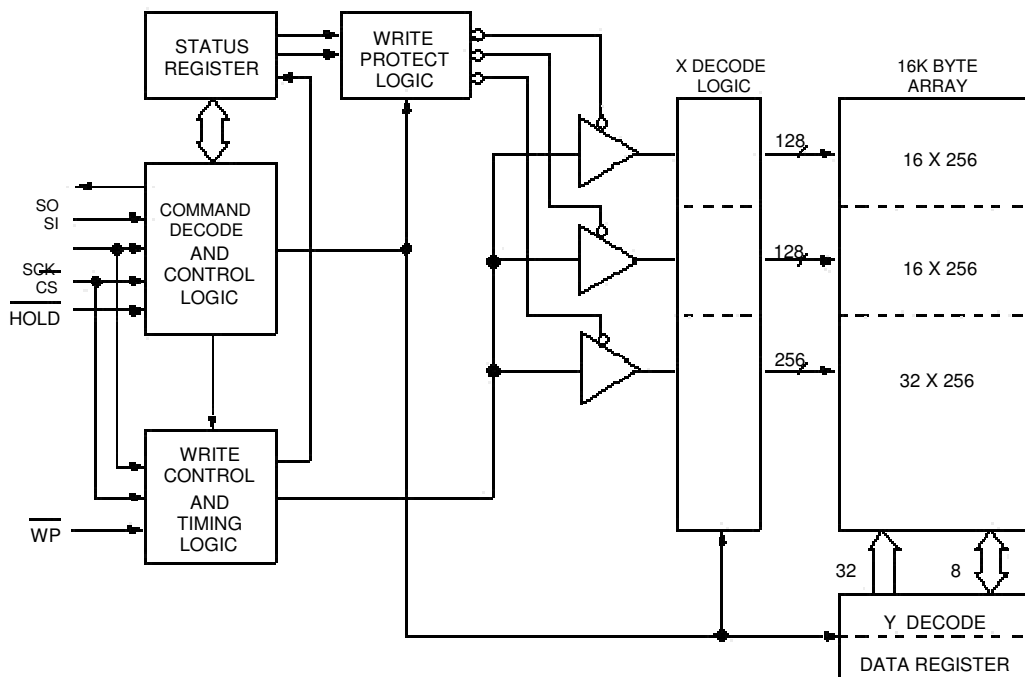 STATUS
REGISTER
WRITE
PROTECT
LOGIC
X DECODE
LOGIC
16K BYTE
ARRAY
SO
SI
SCK
CS
HOLD
COMMAND
DECODE
AND
CONTROL
LOGIC
128
16 X 256
128
16 X 256
256
32 X 256
WP
WRITE
CONTROL
AND
TIMING
LOGIC
32
8
Y DECODE
DATA REGISTER